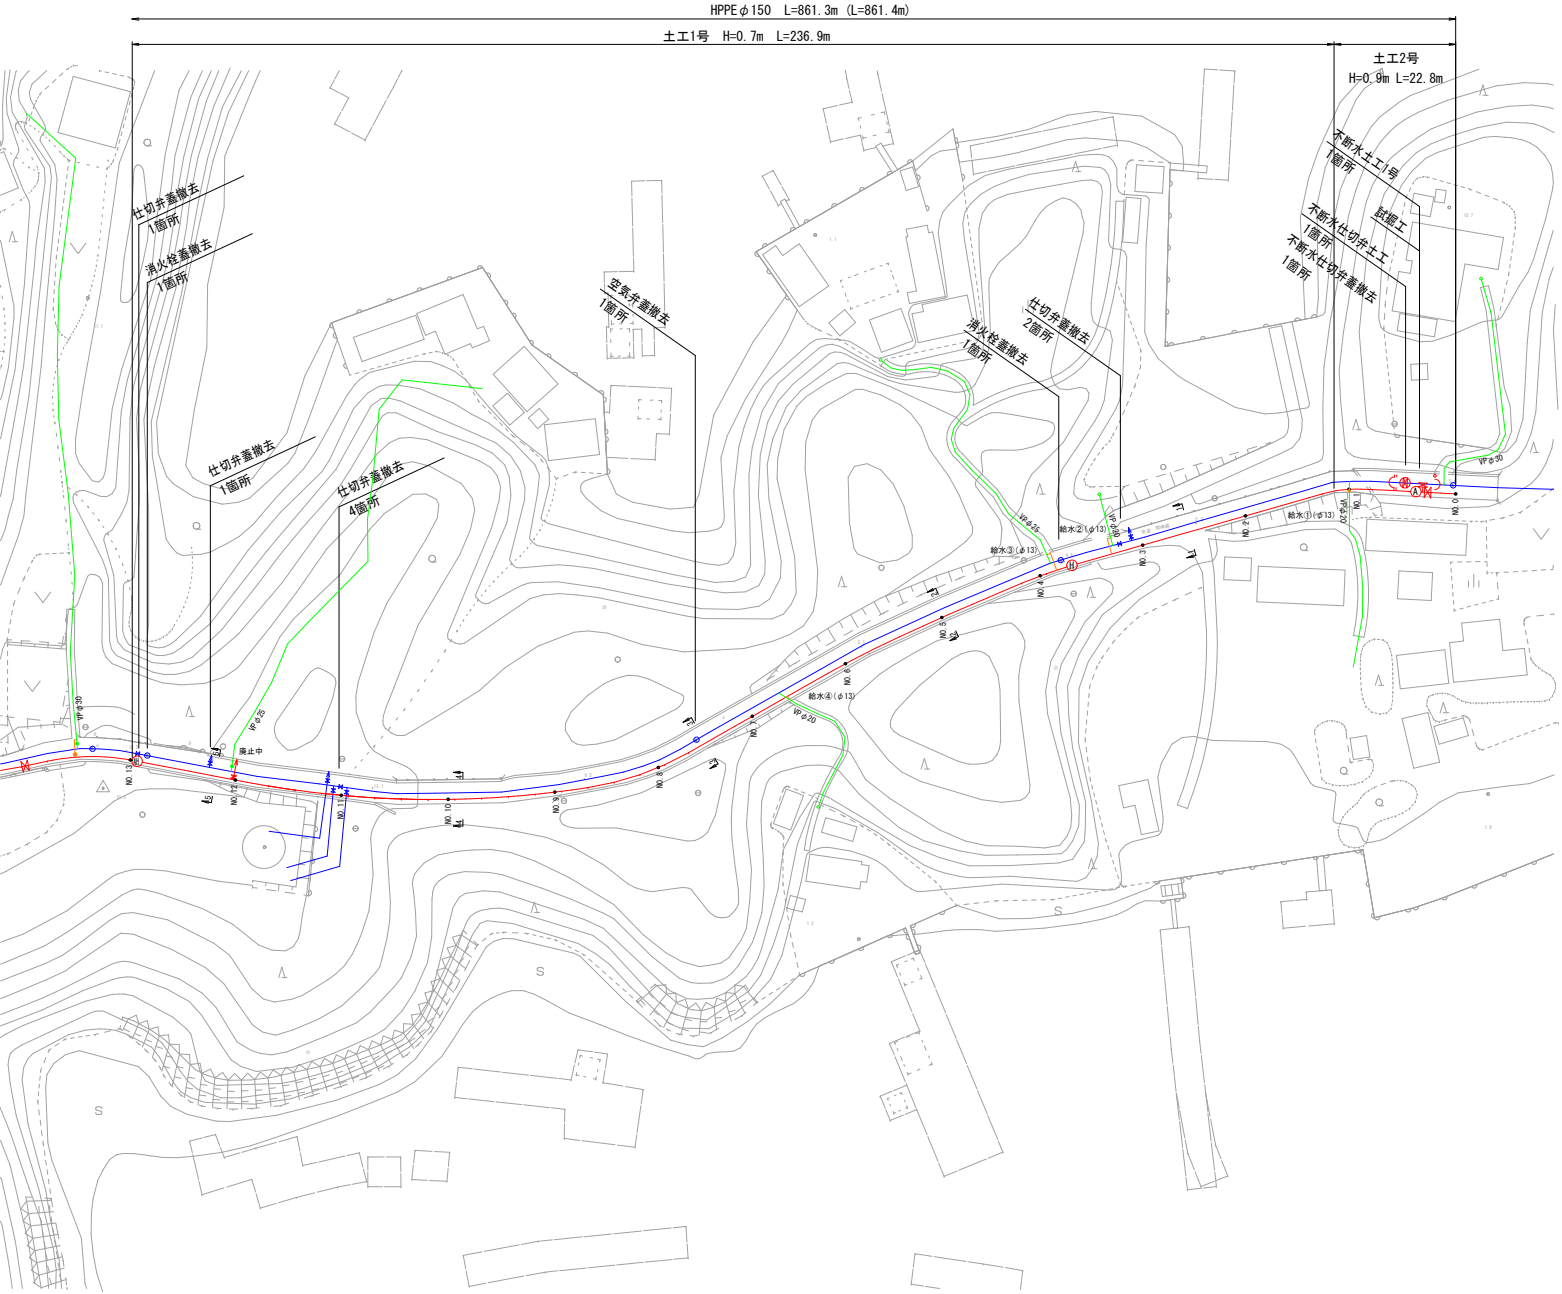 HPPEφ150 L=861.3m (L=861.4m)
土工1号 H=0.7m L=236.9m
土工2号
H=0.9m L=22.8m
不断水土工1号
1箇所
試掘工
不断水仕切弁土工
1箇所
不断水仕切弁蓋撤去
1箇所
仕切弁蓋撤去
1箇所
消火栓蓋撤去
1箇所
空気弁蓋撤去
1箇所
仕切弁蓋撤去
2箇所
消火栓蓋撤去
1箇所
仕切弁蓋撤去
1箇所
仕切弁蓋撤去
4箇所
VPφ30
VPφ20
給水①(φ13)
給水②(φ13)
VPφ30
VPφ25
給水③(φ13)
給水④(φ13)
VPφ20
VPφ25
廃止中
VPφ30
NO.0
NO.1
NO.2
NO.3
NO.4
NO.5
NO.6
NO.7
NO.8
NO.9
NO.10
NO.11
NO.12
NO.13
H
A
S
S
S